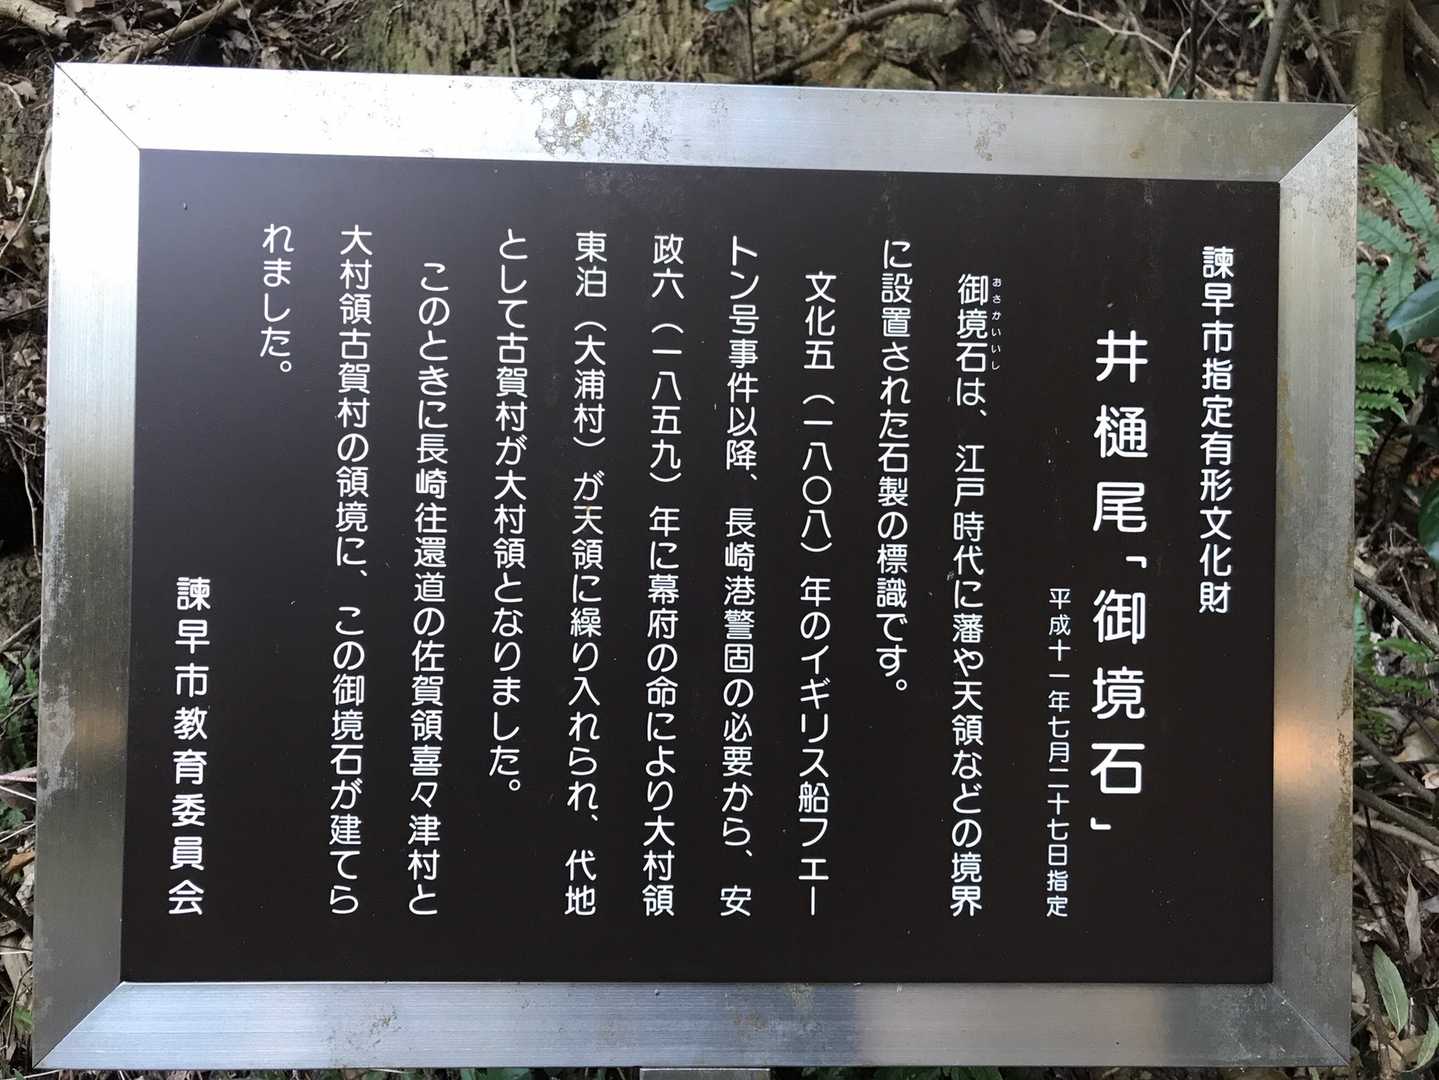 諫早市指定有形文化財
井樋尾「御境石」
平成十一年七月二十七日指定
おさかいいし
御境石は、江戸時代に藩や天領などの境界
に設置された石製の標識です。
文化五（一八〇八）年のイギリス船フエー
トン号事件以降、長崎港警固の必要から、安
政六（一八五九）年に幕府の命により大村領
東泊（大浦村）が天領に繰り入れられ、代地
として古賀村が大村領となりました。
このときに長崎往還道の佐賀領喜々津村と
大村領古賀村の領境に、この御境石が建てら
れました。
諫早市教育委員会